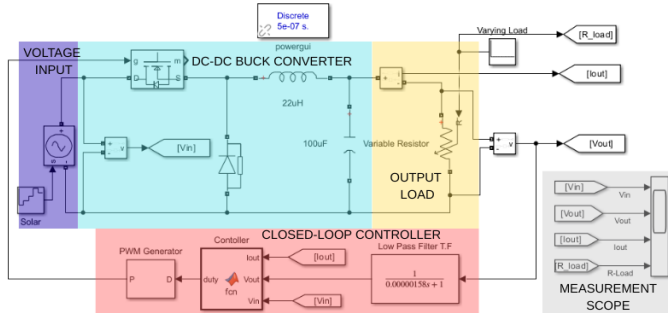 Discrete
5e-07 s.
powergui
Varying Load
[R_load]
VOLTAGE
INPUT
g
m
D
S
DC-DC BUCK CONVERTER
22uH
+
i
-
[Iout]
100uF
Variable Resistor
R
+
-
v
[Vin]
+
-
v
[Vout]
OUTPUT
LOAD
Solar
[Vin]
Vin
[Vout]
Vout
[Iout]
Iout
[R_load]
R-Load
MEASUREMENT
SCOPE
CLOSED-LOOP CONTROLLER
PWM Generator
Contoller
Low Pass Filter T.F
P
D
duty
fcn
Iout
Vout
Vin
[Iout]
[Vin]
1
0.00000158s+1